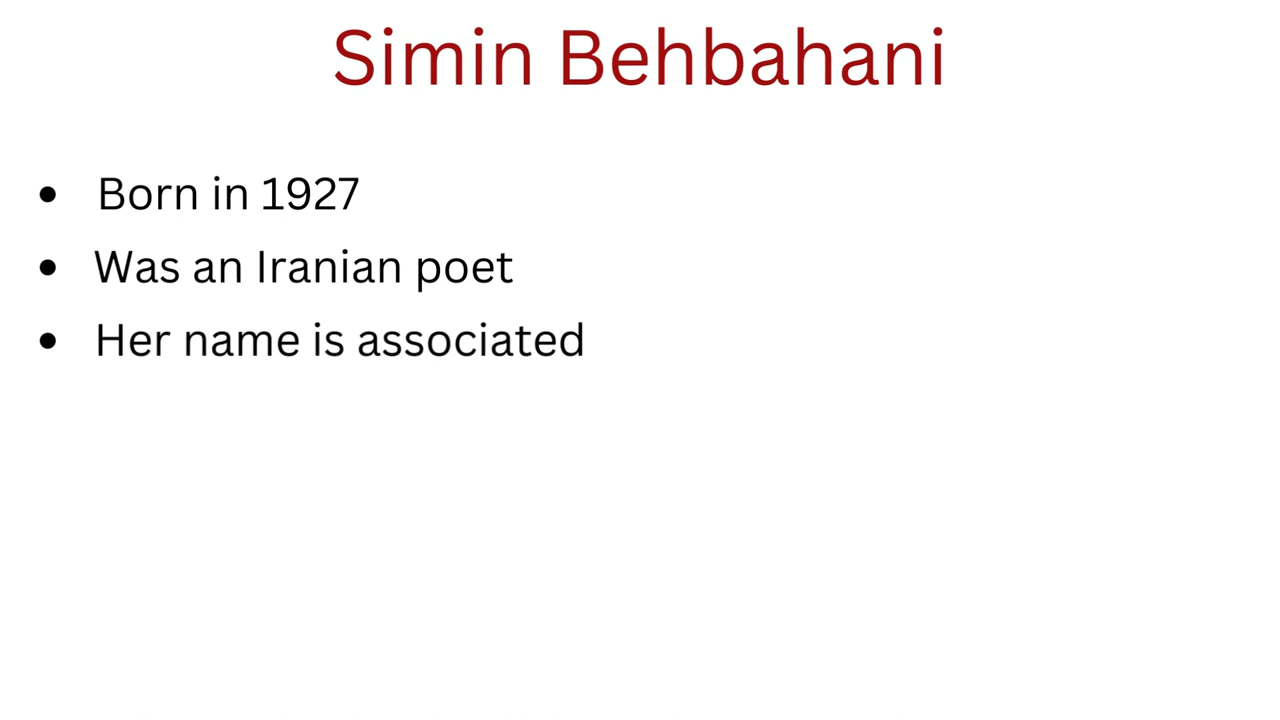 Simin Behbahani
• Born in 1927
• Was an Iranian poet
• Her name is associated